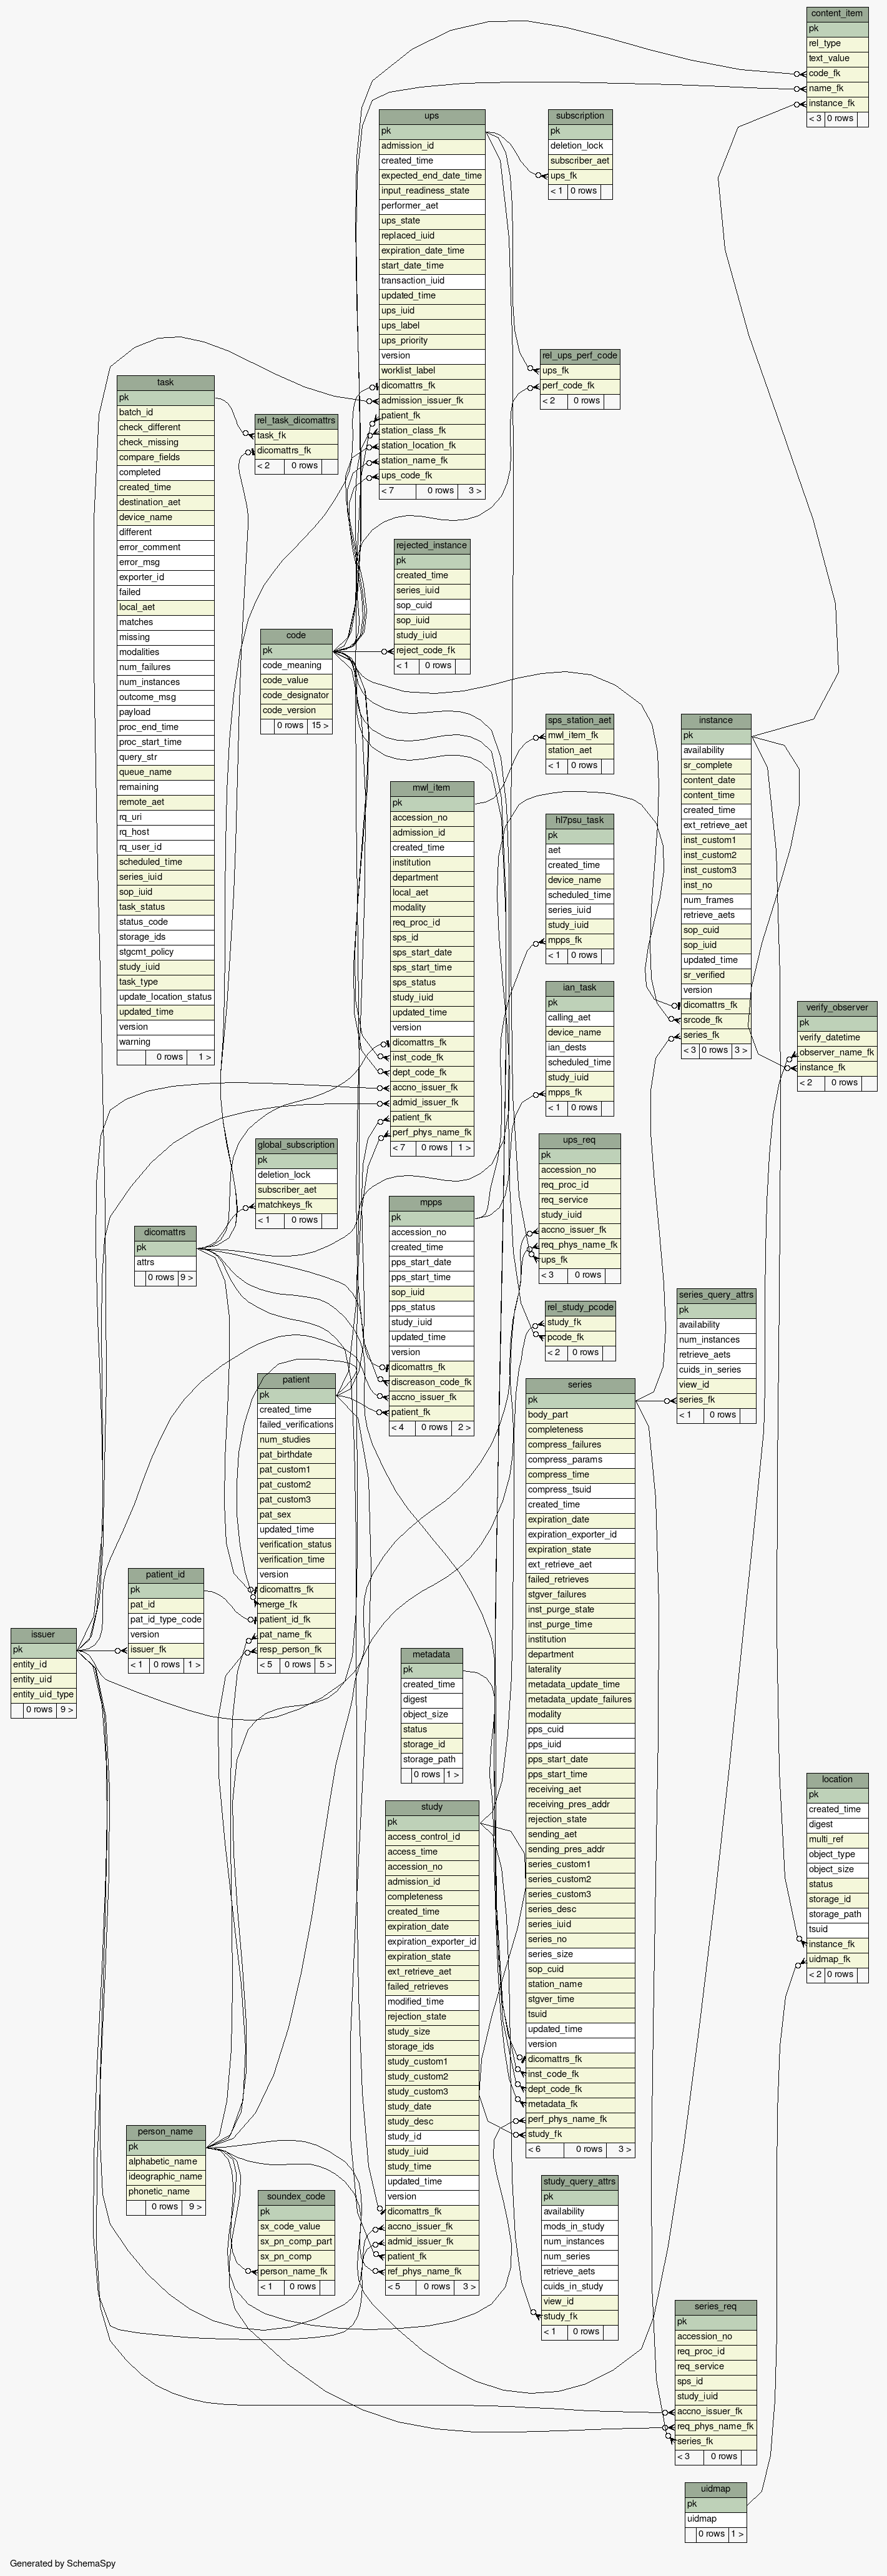 content_item
pk
rel_type
text_value
code_fk
name_fk
instance_fk
< 3 0 rows
ups
pk
admission_id
created_time
expected_end_date_time
input_readiness_state
performer_aet
ups_state
replaced_iuid
expiration_date_time
start_date_time
transaction_iuid
updated_time
ups_iuid
ups_label
ups_priority
version
worklist_label
dicomattrs_fk
admission_issuer_fk
patient_fk
station_class_fk
station_location_fk
station_name_fk
ups_code_fk
< 7 0 rows 3 >
subscription
pk
deletion_lock
subscriber_aet
ups_fk
< 1 0 rows
rel_ups_perf_code
ups_fk
perf_code_fk
< 2 0 rows
task
pk
batch_id
check_different
check_missing
compare_fields
completed
created_time
destination_aet
device_name
different
error_comment
error_msg
exporter_id
failed
local_aet
matches
missing
modalities
num_failures
num_instances
outcome_msg
payload
proc_end_time
proc_start_time
query_str
queue_name
remaining
remote_aet
rq_uri
rq_host
rq_user_id
scheduled_time
series_iuid
sop_iuid
task_status
status_code
storage_ids
stgcmt_policy
study_iuid
task_type
update_location_status
updated_time
version
warning
0 rows 1 >
rel_task_dicomattrs
task_fk
dicomattrs_fk
< 2 0 rows
rejected_instance
pk
created_time
series_iuid
sop_cuid
sop_iuid
study_iuid
reject_code_fk
< 1 0 rows
code
pk
code_meaning
code_value
code_designator
code_version
0 rows 15 >
sps_station_aet
mwl_item_fk
station_aet
< 1 0 rows
instance
pk
availability
sr_complete
content_date
content_time
created_time
ext_retrieve_aet
inst_custom1
inst_custom2
inst_custom3
inst_no
num_frames
retrieve_aets
sop_cuid
sop_iuid
updated_time
sr_verified
version
dicomattrs_fk
srcode_fk
series_fk
< 3 0 rows 3 >
mwl_item
pk
accession_no
admission_id
created_time
institution
department
local_aet
modality
req_proc_id
sps_id
sps_start_date
sps_start_time
sps_status
study_iuid
updated_time
version
dicomattrs_fk
inst_code_fk
dept_code_fk
accno_issuer_fk
admid_issuer_fk
patient_fk
perf_phys_name_fk
< 7 0 rows 1 >
hl7psu_task
pk
aet
created_time
device_name
scheduled_time
series_iuid
study_iuid
mpps_fk
< 1 0 rows
ian_task
pk
calling_aet
device_name
ian_dests
scheduled_time
study_iuid
mpps_fk
< 1 0 rows
verify_observer
pk
verify_datetime
observer_name_fk
instance_fk
< 2 0 rows
global_subscription
pk
deletion_lock
subscriber_aet
matchkeys_fk
< 1 0 rows
ups_req
pk
accession_no
req_proc_id
req_service
study_iuid
accno_issuer_fk
req_phys_name_fk
ups_fk
< 3 0 rows
dicomattrs
pk
attrs
0 rows 9 >
mpps
pk
accession_no
created_time
pps_start_date
pps_start_time
sop_iuid
pps_status
study_iuid
updated_time
version
dicomattrs_fk
discreason_code_fk
accno_issuer_fk
patient_fk
< 4 0 rows 2 >
rel_study_pcode
study_fk
pcode_fk
< 2 0 rows
series_query_attrs
pk
availability
num_instances
retrieve_aets
cuids_in_series
view_id
series_fk
< 1 0 rows
patient
pk
created_time
failed_verifications
num_studies
pat_birthdate
pat_custom1
pat_custom2
pat_custom3
pat_sex
updated_time
verification_status
verification_time
version
dicomattrs_fk
merge_fk
patient_id_fk
pat_name_fk
resp_person_fk
< 5 0 rows 5 >
series
pk
body_part
completeness
compress_failures
compress_params
compress_time
compress_tsuid
created_time
expiration_date
expiration_exporter_id
expiration_state
ext_retrieve_aet
failed_retrieves
stgver_failures
inst_purge_state
inst_purge_time
institution
department
laterality
metadata_update_time
metadata_update_failures
modality
pps_cuid
pps_iuid
pps_start_date
pps_start_time
receiving_aet
receiving_pres_addr
rejection_state
sending_aet
sending_pres_addr
series_custom1
series_custom2
series_custom3
series_desc
series_iuid
series_no
series_size
sop_cuid
station_name
stgver_time
tsuid
updated_time
version
dicomattrs_fk
inst_code_fk
dept_code_fk
metadata_fk
perf_phys_name_fk
study_fk
< 6 0 rows 3 >
patient_id
pk
pat_id
pat_id_type_code
version
issuer_fk
< 1 0 rows 1 >
issuer
pk
entity_id
entity_uid
entity_uid_type
0 rows 9 >
metadata
pk
created_time
digest
object_size
status
storage_id
storage_path
0 rows 1 >
location
pk
created_time
digest
multi_ref
object_type
object_size
status
storage_id
storage_path
tsuid
instance_fk
uidmap_fk
< 2 0 rows
study
pk
access_control_id
access_time
accession_no
admission_id
completeness
created_time
expiration_date
expiration_exporter_id
expiration_state
ext_retrieve_aet
failed_retrieves
modified_time
rejection_state
study_size
storage_ids
study_custom1
study_custom2
study_custom3
study_date
study_desc
study_id
study_iuid
study_time
updated_time
version
dicomattrs_fk
accno_issuer_fk
admid_issuer_fk
patient_fk
ref_phys_name_fk
< 5 0 rows 3 >
person_name
pk
alphabetic_name
ideographic_name
phonetic_name
0 rows 9 >
soundex_code
pk
sx_code_value
sx_pn_comp_part
sx_pn_comp
person_name_fk
< 1 0 rows
study_query_attrs
pk
availability
mods_in_study
num_instances
num_series
retrieve_aets
cuids_in_study
view_id
study_fk
< 1 0 rows
series_req
pk
accession_no
req_proc_id
req_service
sps_id
study_iuid
accno_issuer_fk
req_phys_name_fk
series_fk
< 3 0 rows
uidmap
pk
uidmap
0 rows 1 >
Generated by SchemaSpy